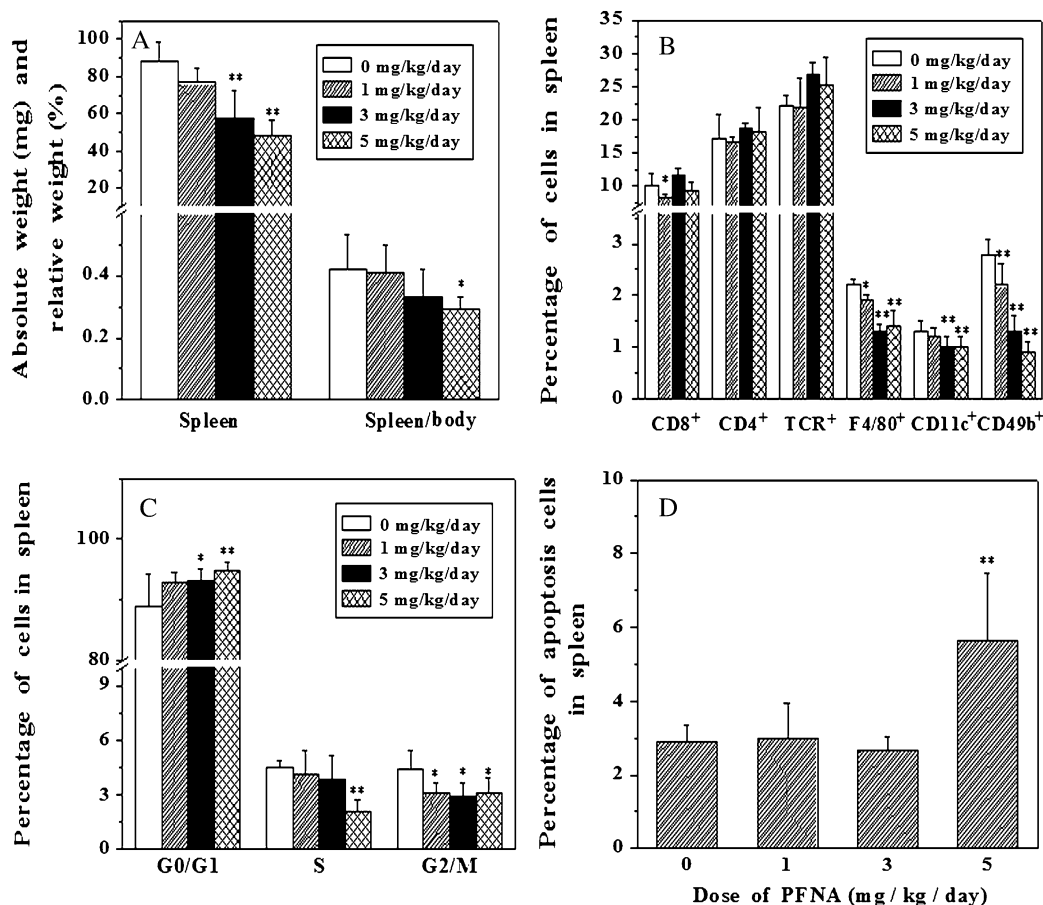 A
Absolute weight (mg) and
relative weight (%)
100
80
60
40
20
0.4
0.2
0.0
0 mg/kg/day
1 mg/kg/day
3 mg/kg/day
5 mg/kg/day
**
**
*
Spleen
Spleen/body
B
Percentage of cells in spleen
35
30
25
20
15
10
3
2
1
0
0 mg/kg/day
1 mg/kg/day
3 mg/kg/day
5 mg/kg/day
*
*
**
**
**
**
**
**
**
CD8+
CD4+
TCR+
F4/80+
CD11c+
CD49b+
C
Percentage of cells in spleen
100
80
9
6
3
0
0 mg/kg/day
1 mg/kg/day
3 mg/kg/day
5 mg/kg/day
*
**
**
*
*
*
G0/G1
S
G2/M
D
Percentage of apoptosis cells
in spleen
10
8
6
4
2
0
**
0
1
3
5
Dose of PFNA (mg / kg / day)